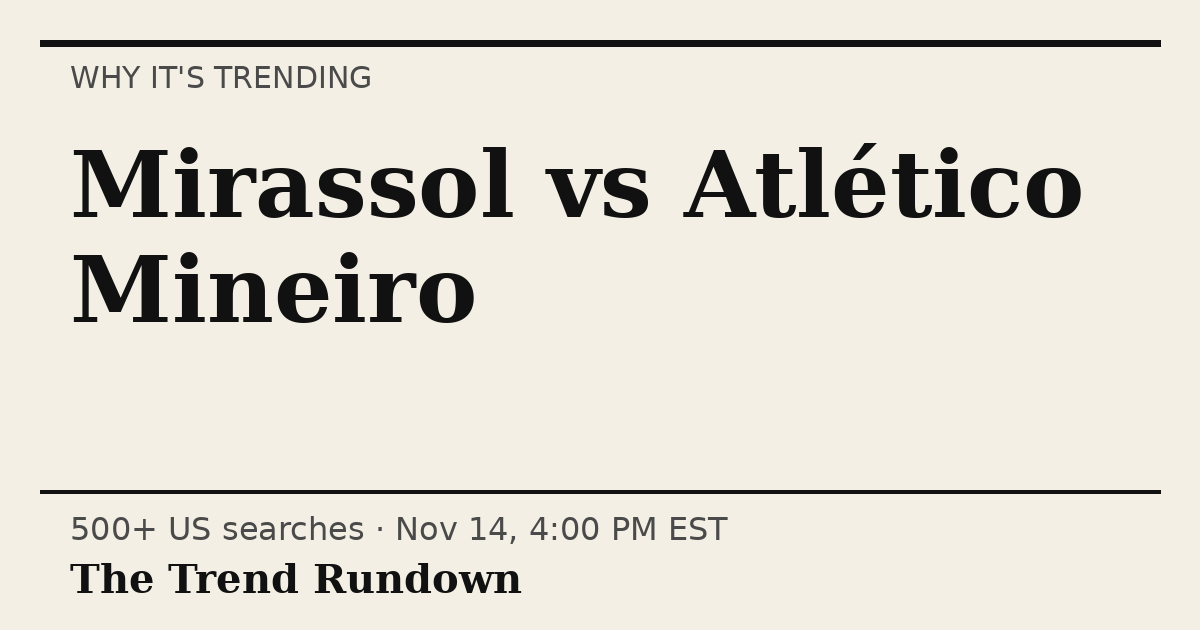 WHY IT'S TRENDING
Mirassol vs Atlético
Mineiro
500+ US searches · Nov 14, 4:00 PM EST
The Trend Rundown